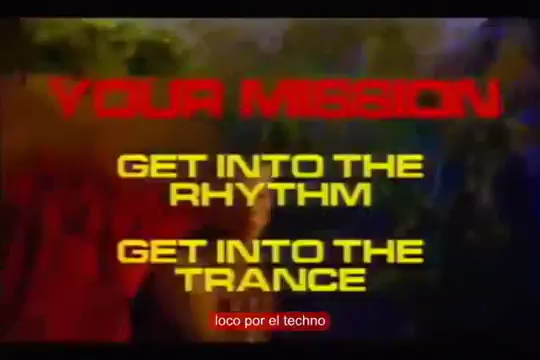 YOUR MISSION
GET INTO THE
RHYTHM
GET INTO THE
TRANCE
loco por el techno